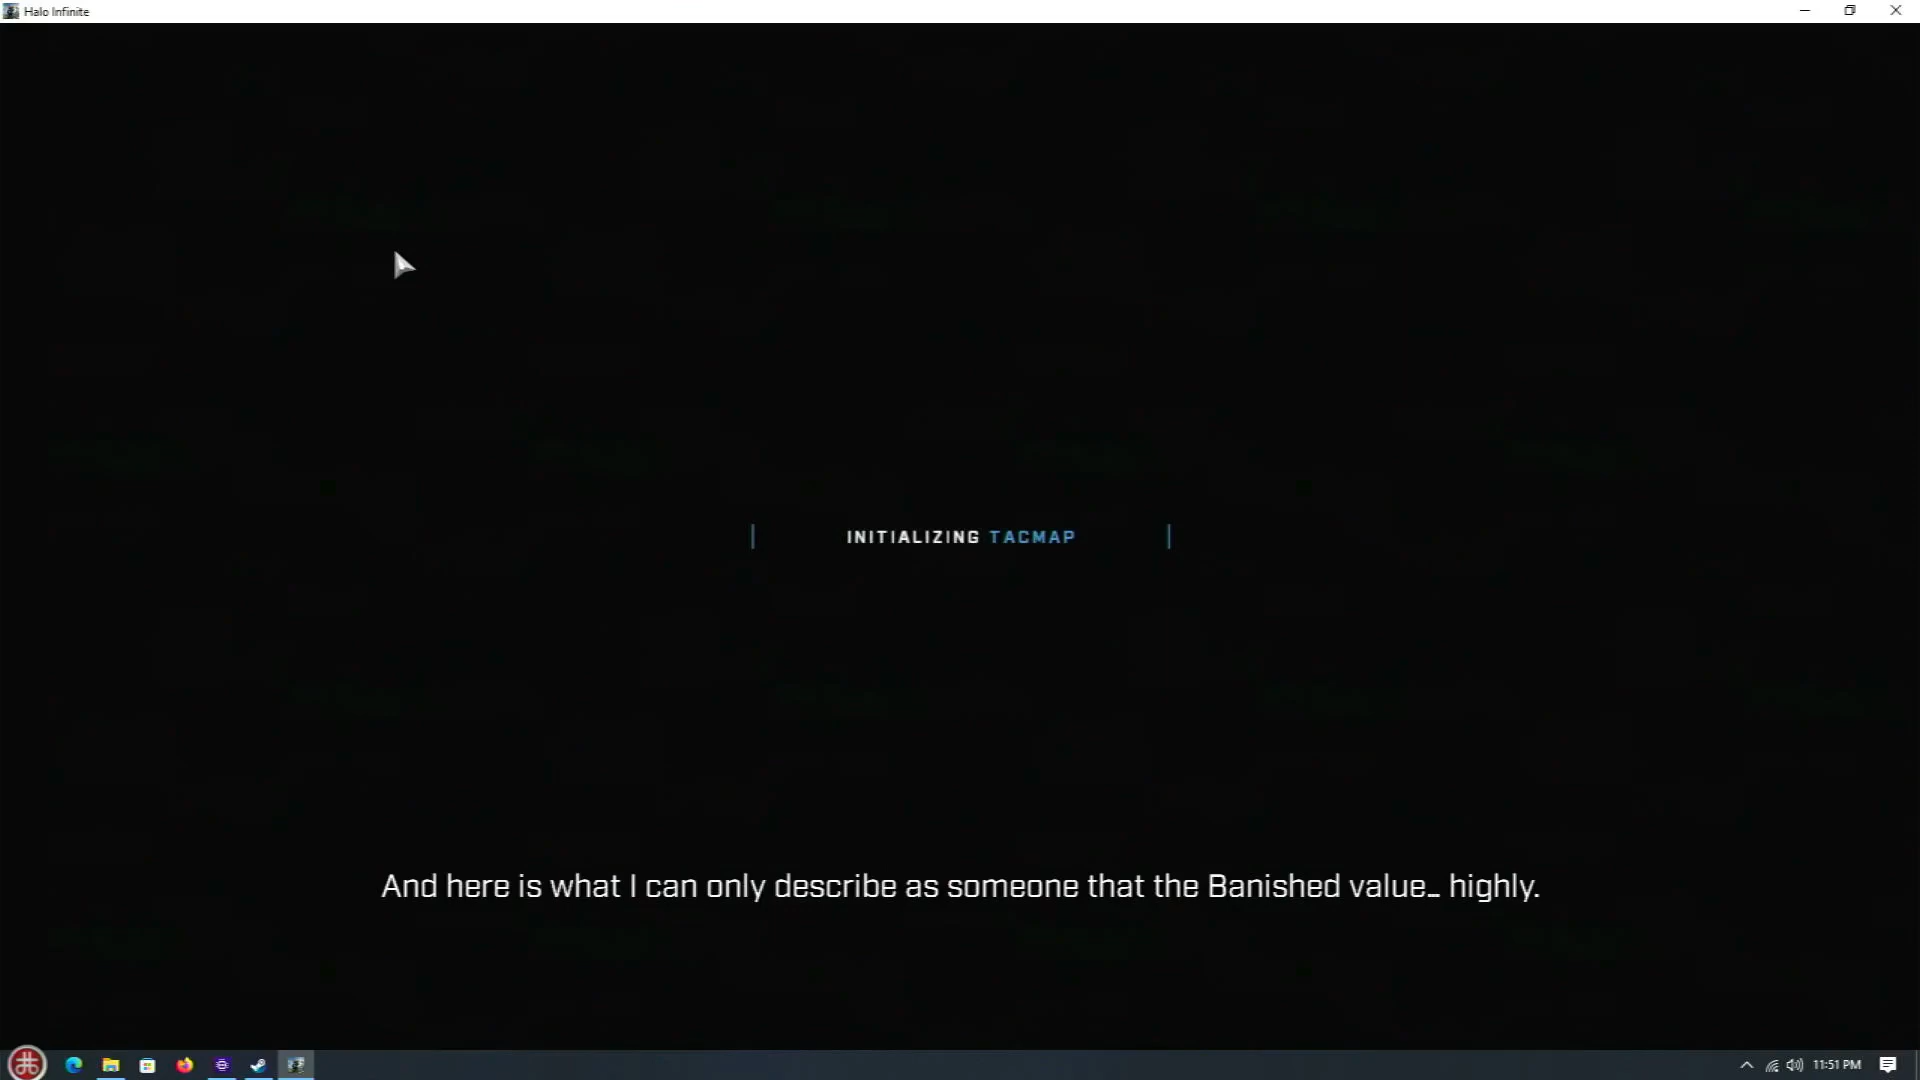 Halo Infinite
INITIALIZING TACMAP
And here is what I can only describe as someone that the Banished value… highly.
11:51 PM